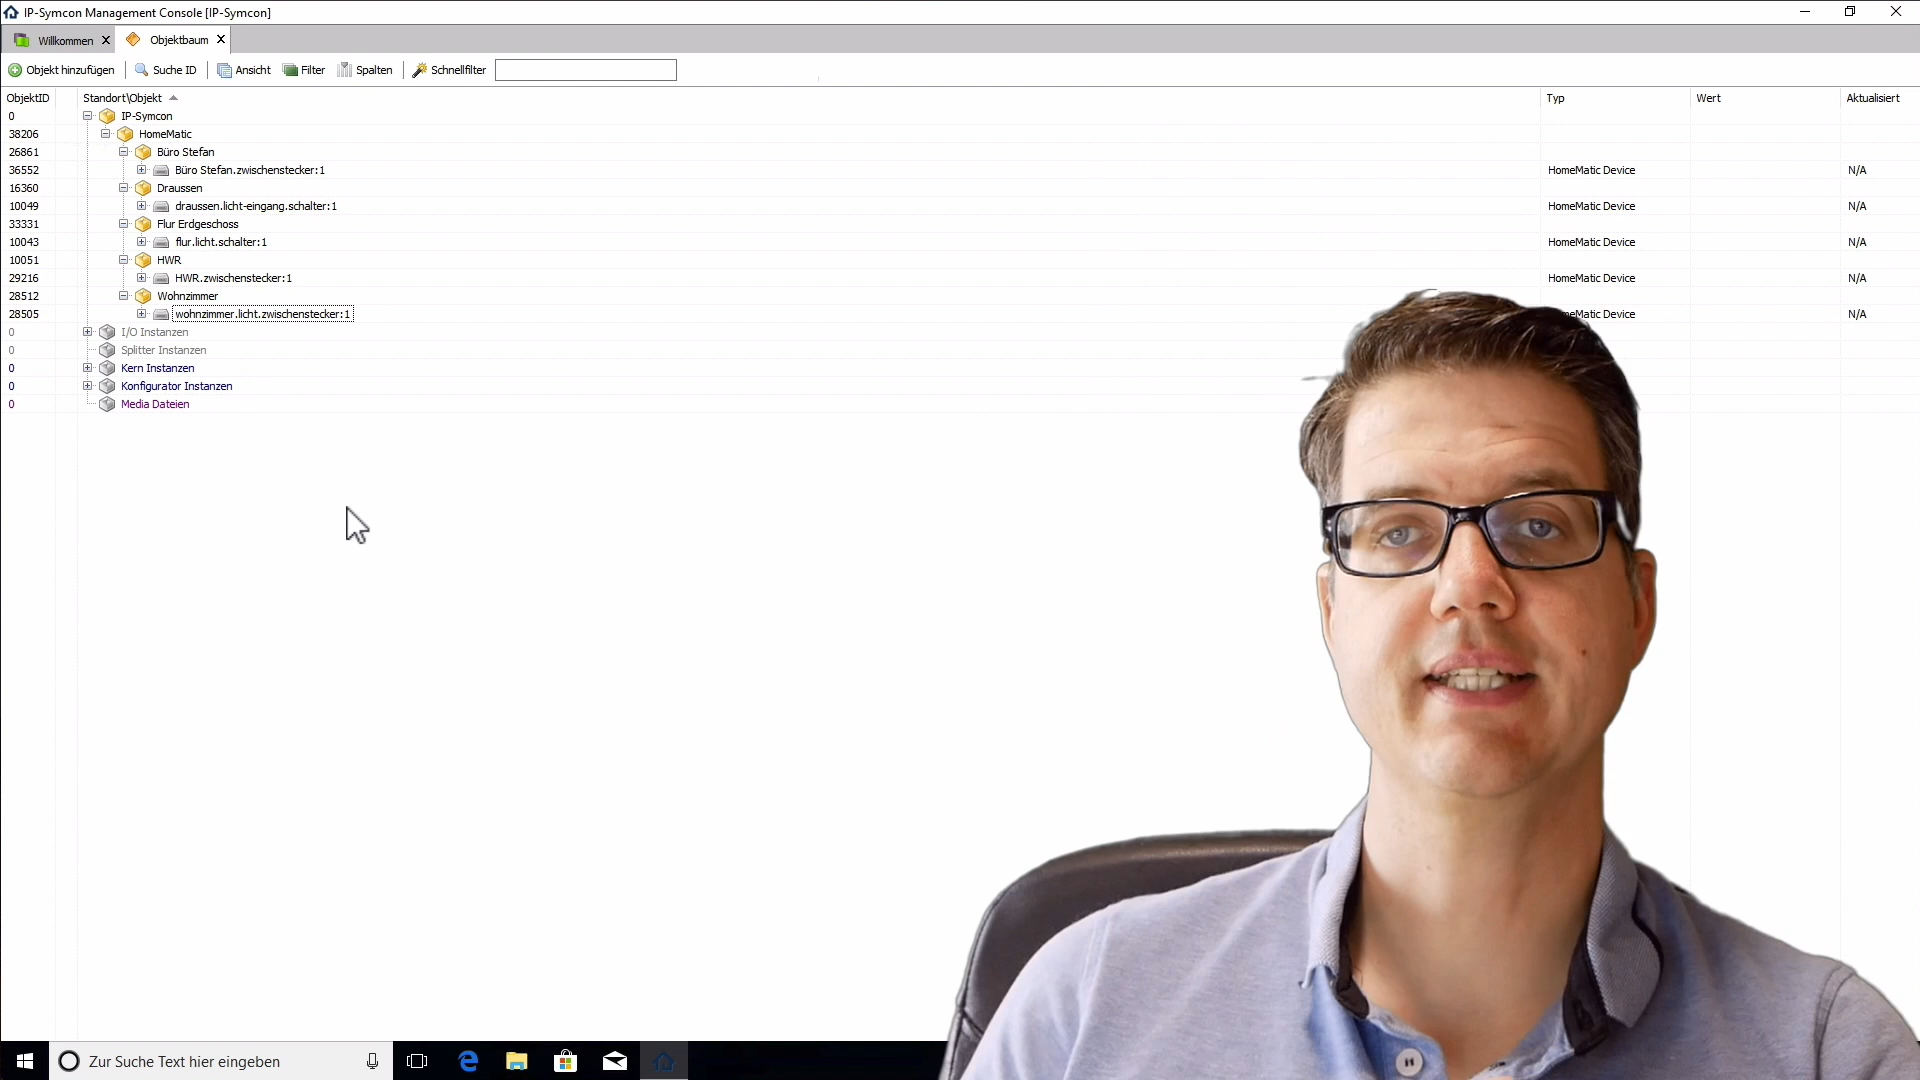 IP-Symcon Management Console [IP-Symcon]
Willkommen Objektbaum
Objekt hinzufügen Suche ID Ansicht Filter Spalten Schnellfilter
ObjektID Standort\Objekt Typ Wert Aktualisiert
0 IP-Symcon
38206 HomeMatic
26861 Büro Stefan
36552 Büro Stefan.zwischenstecker:1 HomeMatic Device N/A
16360 Draussen
10049 draussen.licht-eingang.schalter:1 HomeMatic Device N/A
33331 Flur Erdgeschoss
10043 flur.licht.schalter:1 HomeMatic Device N/A
10051 HWR
29216 HWR.zwischenstecker:1 HomeMatic Device N/A
28512 Wohnzimmer
28505 wohnzimmer.licht.zwischenstecker:1 Device N/A
0 I/O Instanzen
0 Splitter Instanzen
0 Kern Instanzen
0 Konfigurator Instanzen
0 Media Dateien
Zur Suche Text hier eingeben